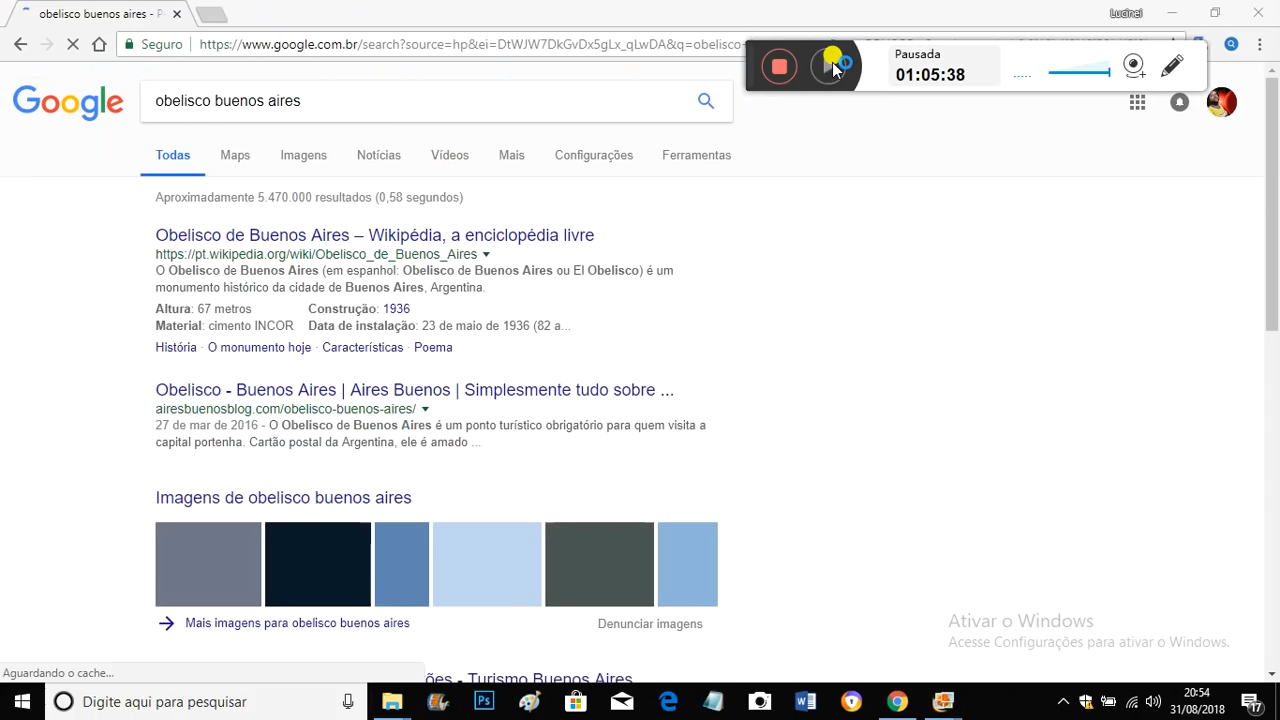 obelisco buenos aires - P
Lucinei
Seguro
https://www.google.com.br/search?source=hp&ei=DtWJW7DkGvDx5gLx_qLwDA&q=obelisco-
Pausada
01:05:38
Google
obelisco buenos aires
Todas Maps Imagens Notícias Vídeos Mais Configurações Ferramentas
Aproximadamente 5.470.000 resultados (0,58 segundos)
Obelisco de Buenos Aires – Wikipédia, a enciclopédia livre
https://pt.wikipedia.org/wiki/Obelisco_de_Buenos_Aires
O Obelisco de Buenos Aires (em espanhol: Obelisco de Buenos Aires ou El Obelisco) é um
monumento histórico da cidade de Buenos Aires, Argentina.
Altura: 67 metros Construção: 1936
Material: cimento INCOR Data de instalação: 23 de maio de 1936 (82 a...
História · O monumento hoje · Características · Poema
Obelisco - Buenos Aires | Aires Buenos | Simplesmente tudo sobre ...
airesbuenosblog.com/obelisco-buenos-aires/
27 de mar de 2016 - O Obelisco de Buenos Aires é um ponto turístico obrigatório para quem visita a
capital portenha. Cartão postal da Argentina, ele é amado ...
Imagens de obelisco buenos aires
Mais imagens para obelisco buenos aires
Denunciar imagens
Ativar o Windows
Acesse Configurações para ativar o Windows.
Aguardando o cache...
ões - Turismo Buenos Aires
Digite aqui para pesquisar
Ps
20:54
31/08/2018
17